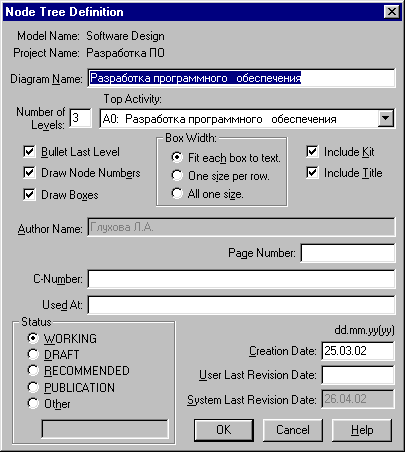 Node Tree Definition
Model Name: Software Design
Project Name: Разработка ПО
Diagram Name: Разработка программного обеспечения
Top Activity:
Number of Levels: 3 A0: Разработка программного обеспечения
Box Width:
Bullet Last Level Fit each box to text. Include Kit
Draw Node Numbers One size per row. Include Title
Draw Boxes All one size.
Author Name: Глухова Л.А.
Page Number:
C-Number:
Used At:
Status dd.mm.yy(yy)
WORKING
DRAFT Creation Date: 25.03.02
RECOMMENDED User Last Revision Date:
PUBLICATION
Other System Last Revision Date: 26.04.02
OK Cancel Help